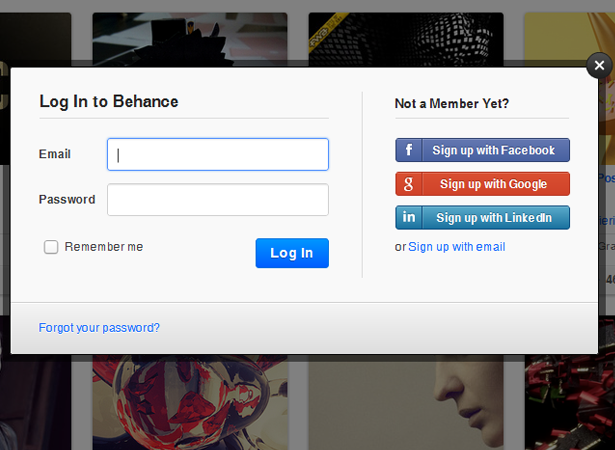 Log In to Behance
Email
Password
Remember me
Log In
Forgot your password?
Not a Member Yet?
f Sign up with Facebook
g Sign up with Google
in Sign up with LinkedIn
or Sign up with email